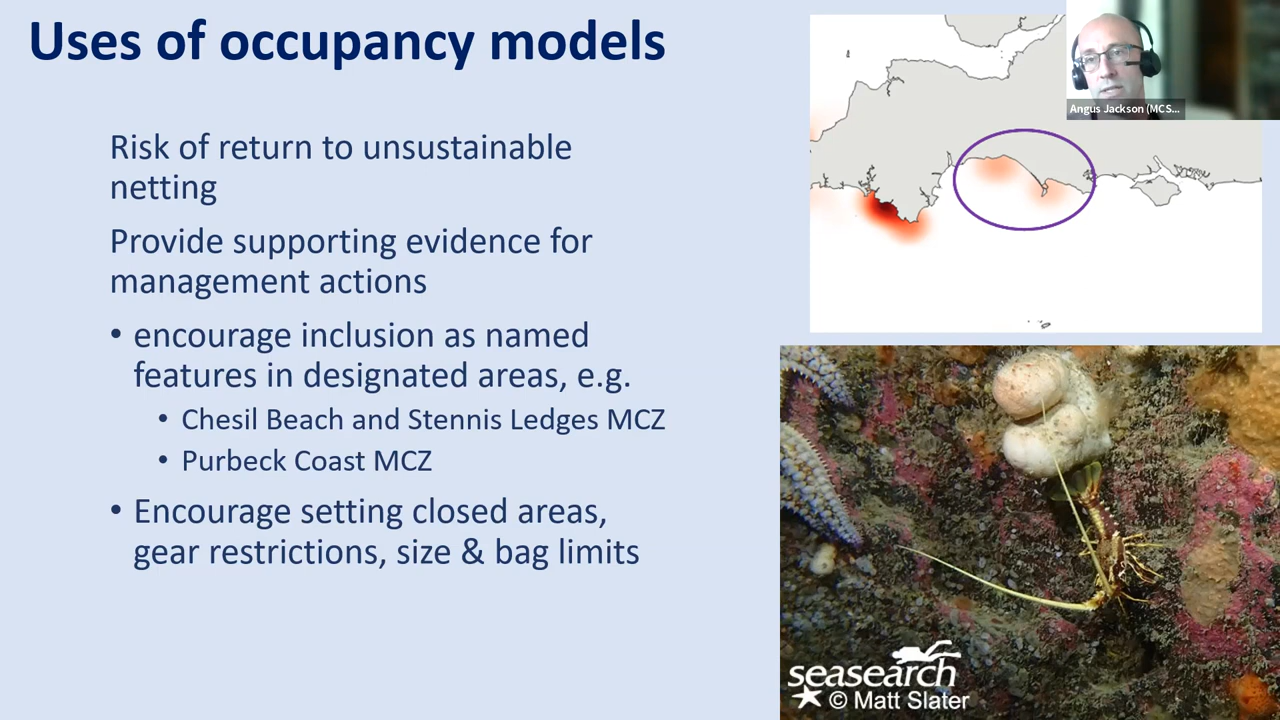 Uses of occupancy models
Angus Jackson (MCS...
Risk of return to unsustainable
netting
Provide supporting evidence for
management actions
• encourage inclusion as named
features in designated areas, e.g.
• Chesil Beach and Stennis Ledges MCZ
• Purbeck Coast MCZ
• Encourage setting closed areas,
gear restrictions, size & bag limits
seasearch
© Matt Slater